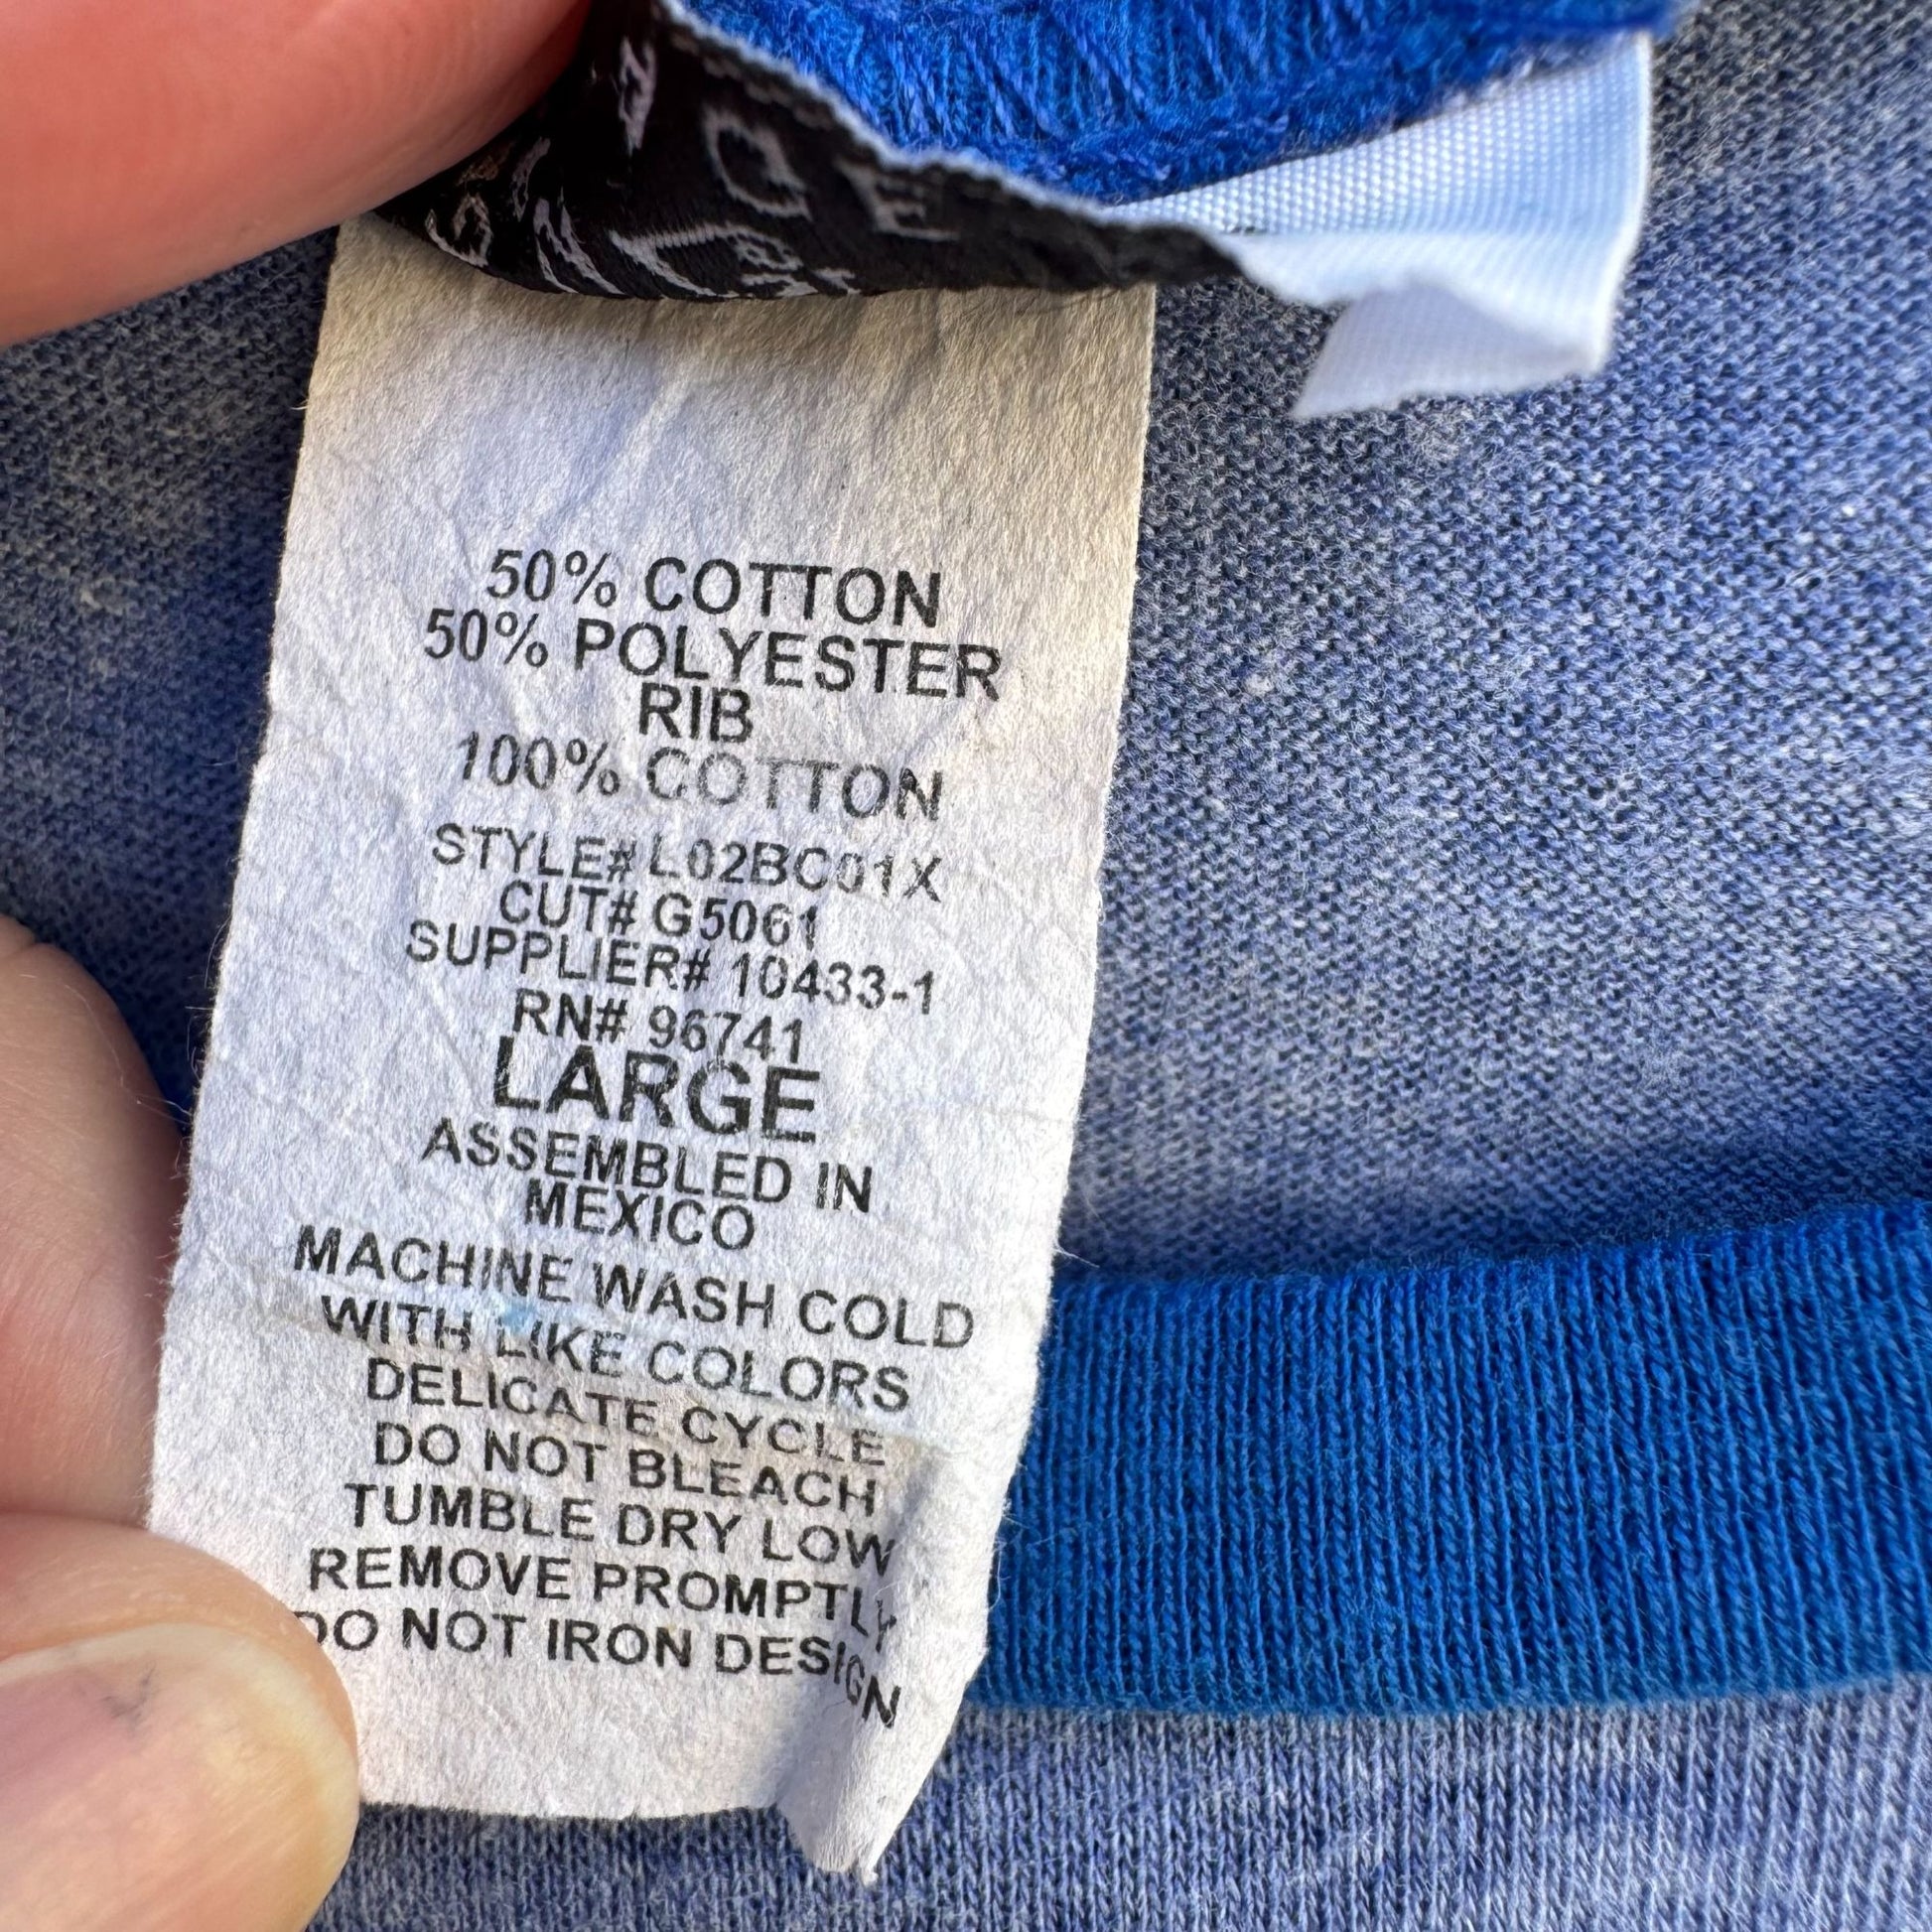 50% COTTON
50% POLYESTER
RIB
100% COTTON
STYLE# L02BC01X
CUT# G5061
SUPPLIER# 10433-1
RN# 96741
LARGE
ASSEMBLED IN
MEXICO
MACHINE WASH COLD
WITH LIKE COLORS
DELICATE CYCLE
DO NOT BLEACH
TUMBLE DRY LOW
REMOVE PROMPTLY
DO NOT IRON DESIGN